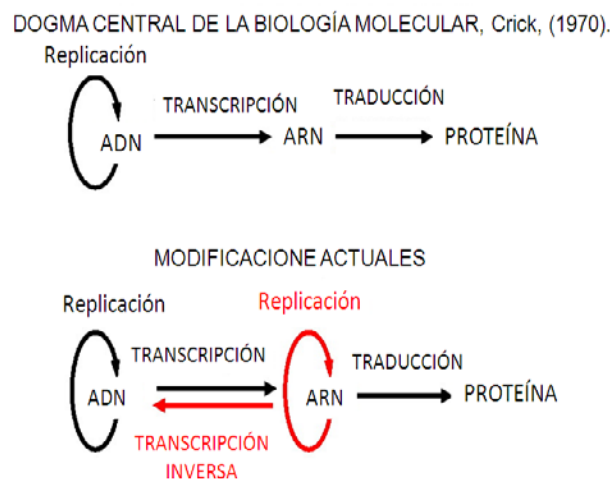 DOGMA CENTRAL DE LA BIOLOGÍA MOLECULAR, Crick, (1970).
Replicación
TRANSCRIPCIÓN
TRADUCCIÓN
ADN
ARN
PROTEÍNA
MODIFICACIONE ACTUALES
Replicación
Replicación
TRANSCRIPCIÓN
TRADUCCIÓN
ADN
ARN
PROTEÍNA
TRANSCRIPCIÓN
INVERSA